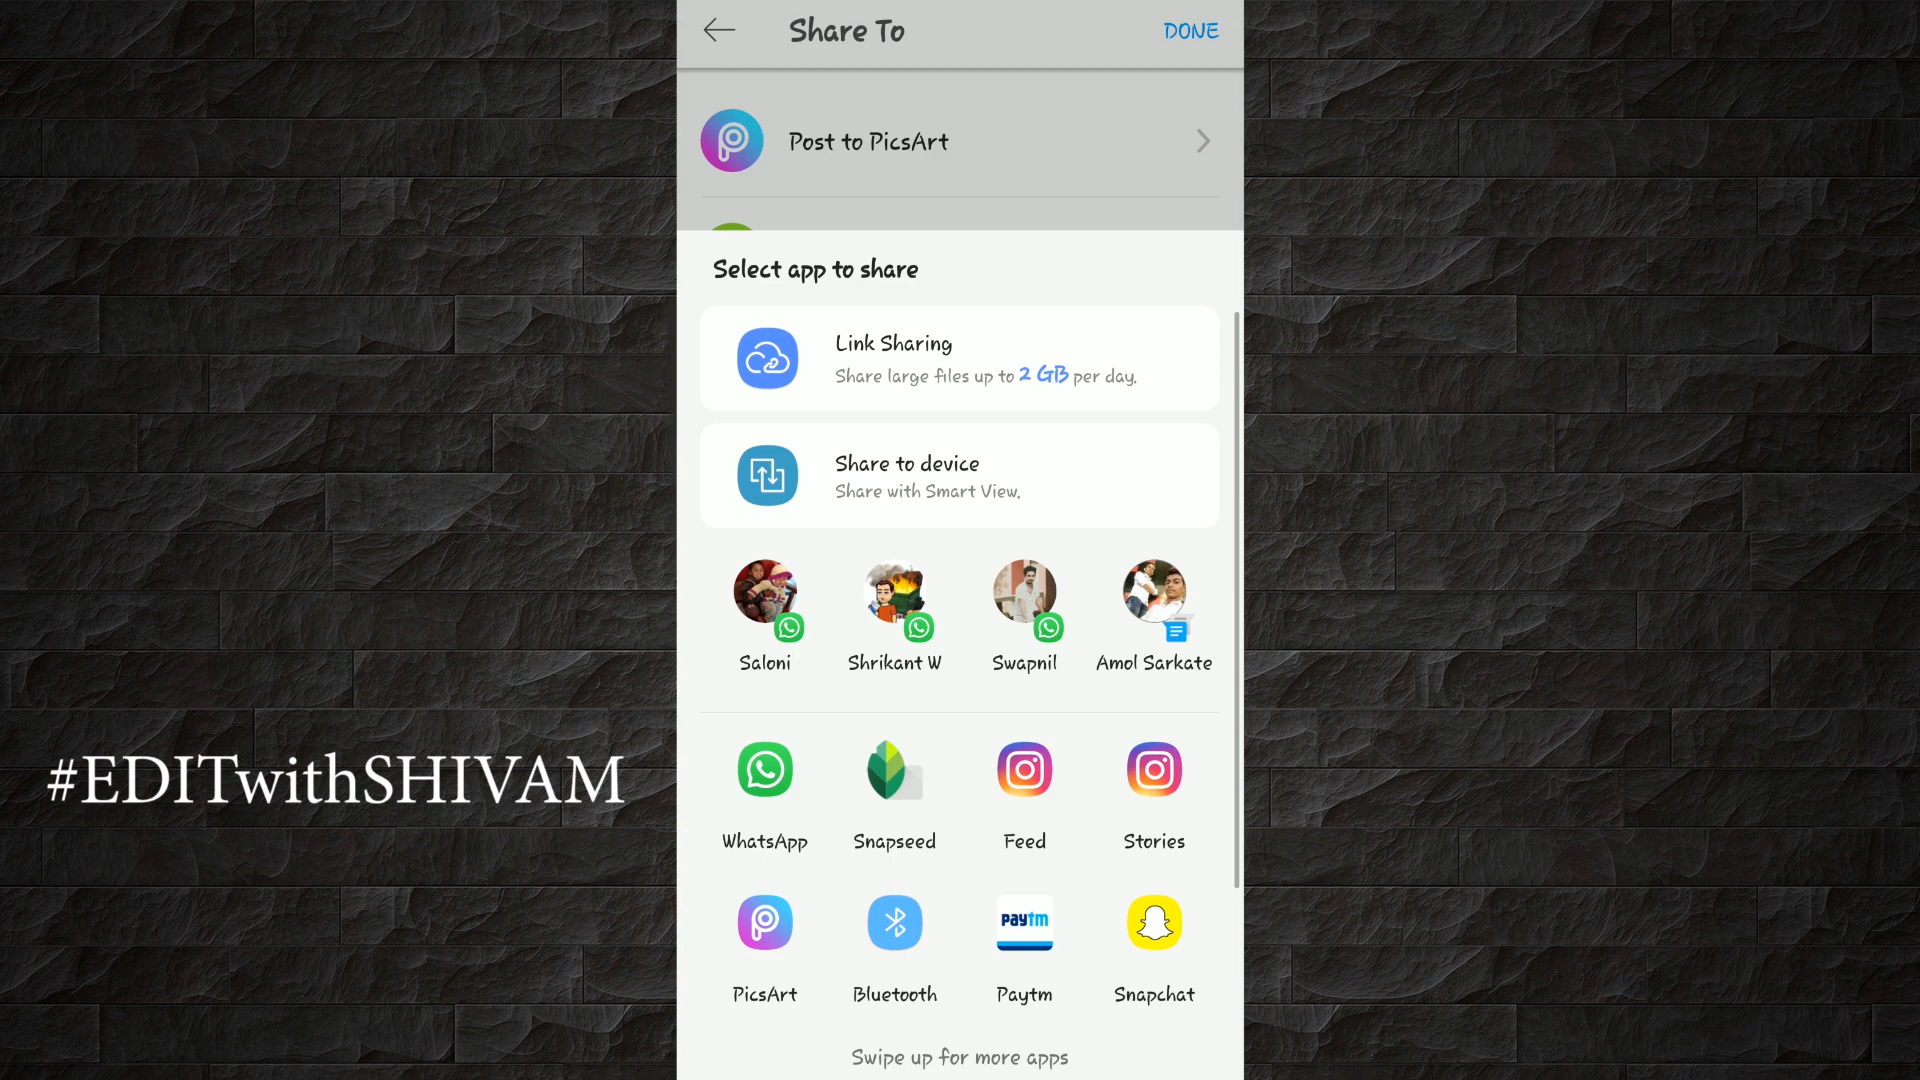 Share To
DONE
Post to PicsArt
Select app to share
Link Sharing
Share large files up to 2 GB per day.
Share to device
Share with Smart View.
Saloni
Shrikant W
Swapnil
Amol Sarkate
#EDITwithSHIVAM
WhatsApp
Snapseed
Feed
Stories
paytm
PicsArt
Bluetooth
Paytm
Snapchat
Swipe up for more apps